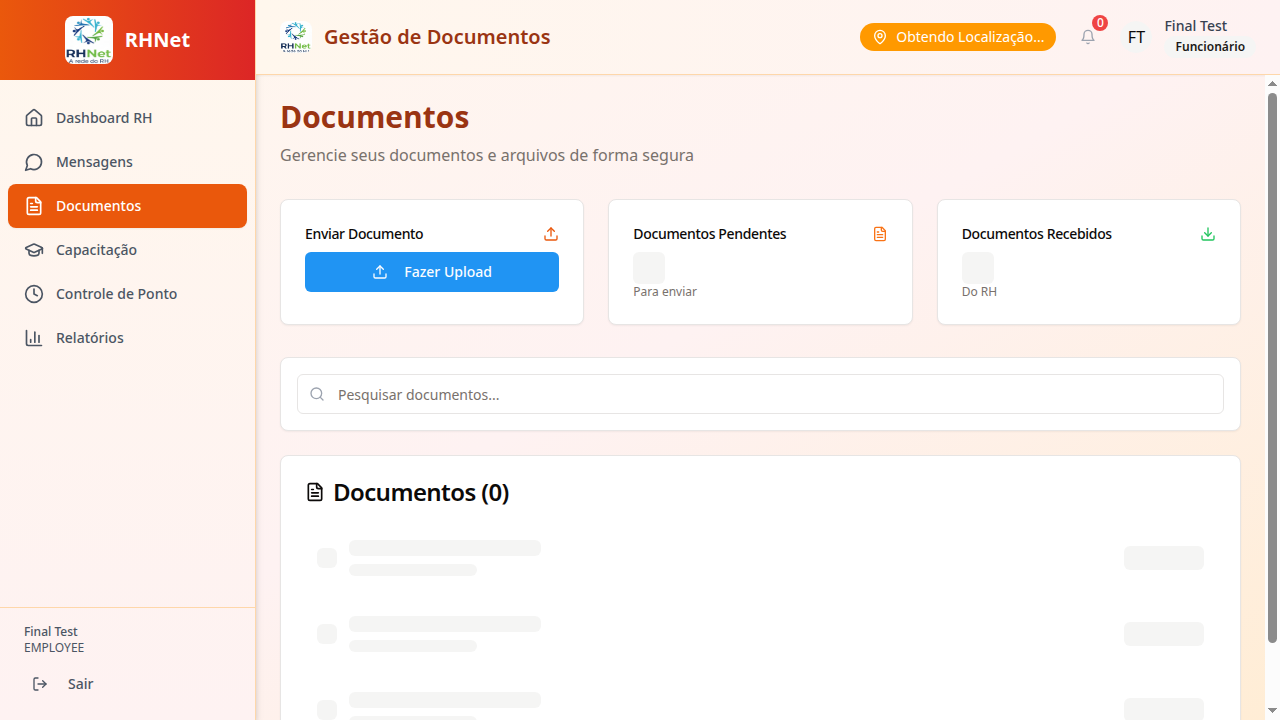 RHNet
A rede do RH
RHNet
Dashboard RH
Mensagens
Documentos
Capacitação
Controle de Ponto
Relatórios
Final Test
EMPLOYEE
Sair
RHNet
Gestão de Documentos
Obtendo Localização...
0
FT
Final Test
Funcionário
Documentos
Gerencie seus documentos e arquivos de forma segura
Enviar Documento
Fazer Upload
Documentos Pendentes
Para enviar
Documentos Recebidos
Do RH
Pesquisar documentos...
Documentos (0)